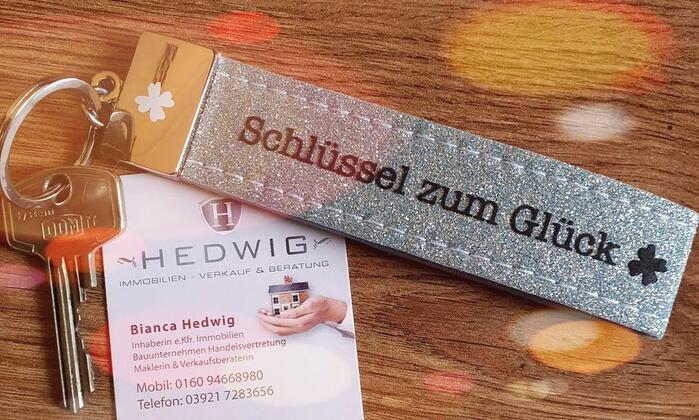 Schlüssel zum Glück
System
DOM
H
HEDWIG
IMMOBILIEN · VERKAUF & BERATUNG
Bianca Hedwig
Inhaberin e.Kfr. Immobilien
Bauunternehmen Handelsvertretung
Maklerin & Verkaufsberaterin
Mobil: 0160 94668980
Telefon: 03921 7283656